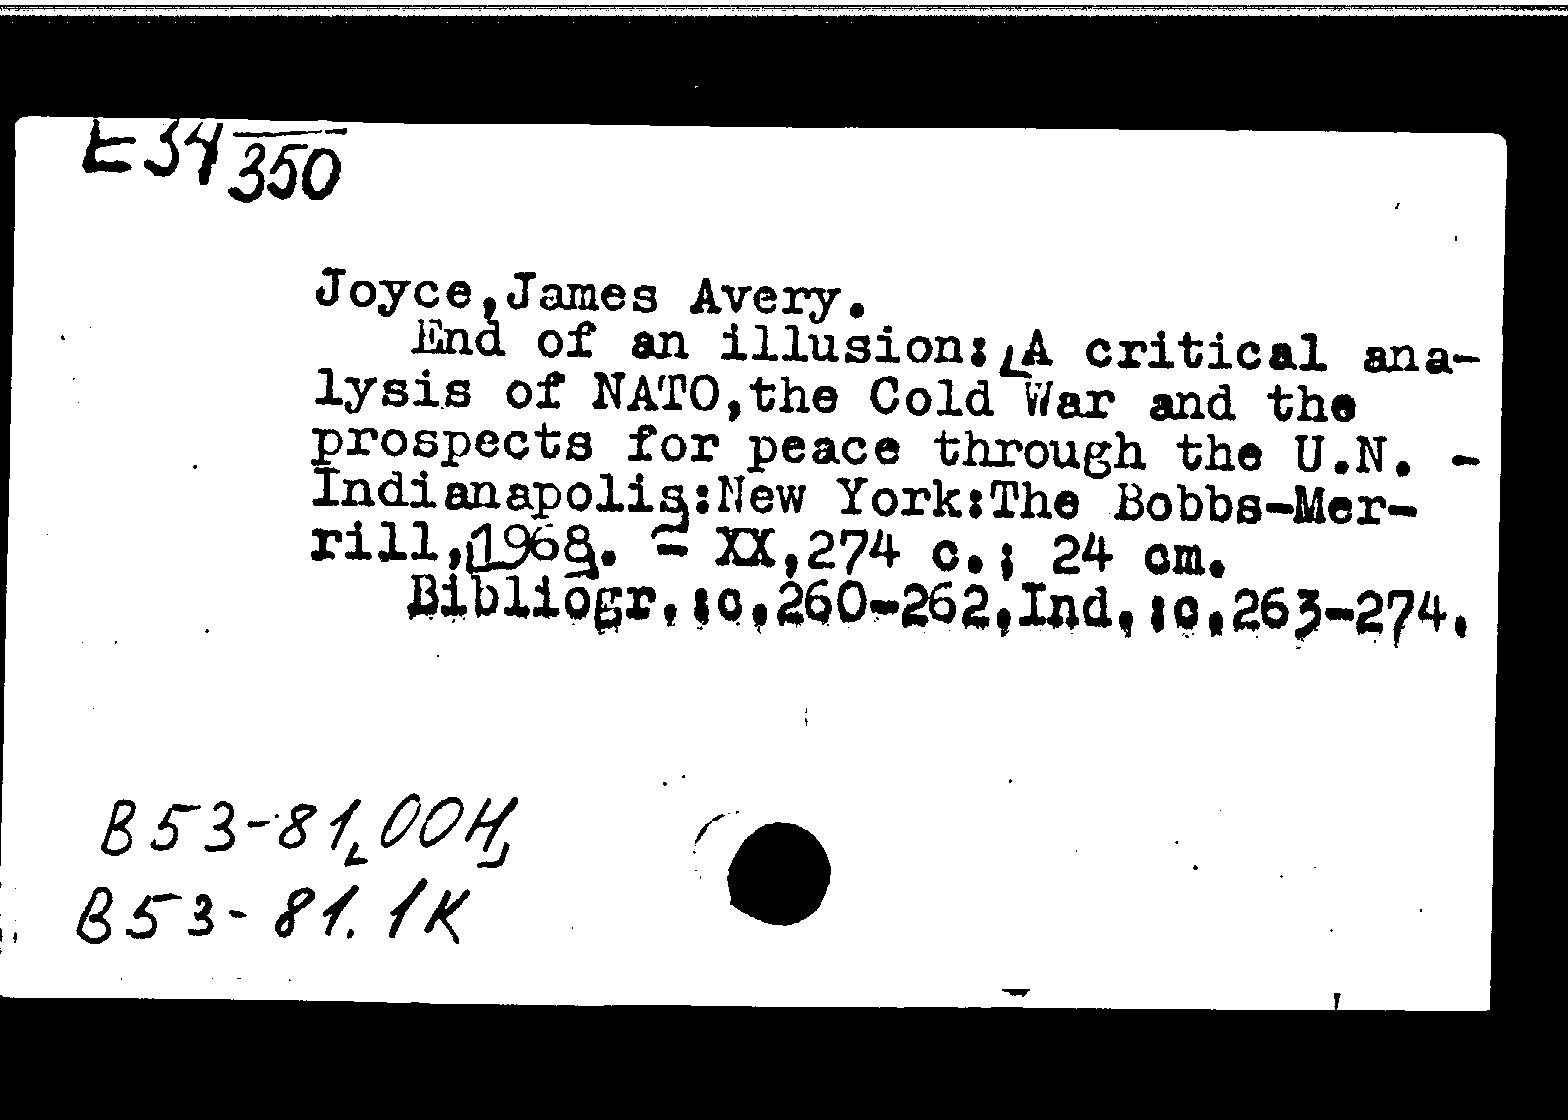 E34/350
Joyce,James Avery.
End of an illusion: [A critical ana-
lysis of NATO,the Cold War and the
prospects for peace through the U.N. -
Indianapolis:New York:The Bobbs-Mer-
rill,[1968]. - XX,274 c.; 24 cm.
Bibliogr.:c.260-262,Ind.:c.263-274.
B53-81[00H]
B53-81.1K